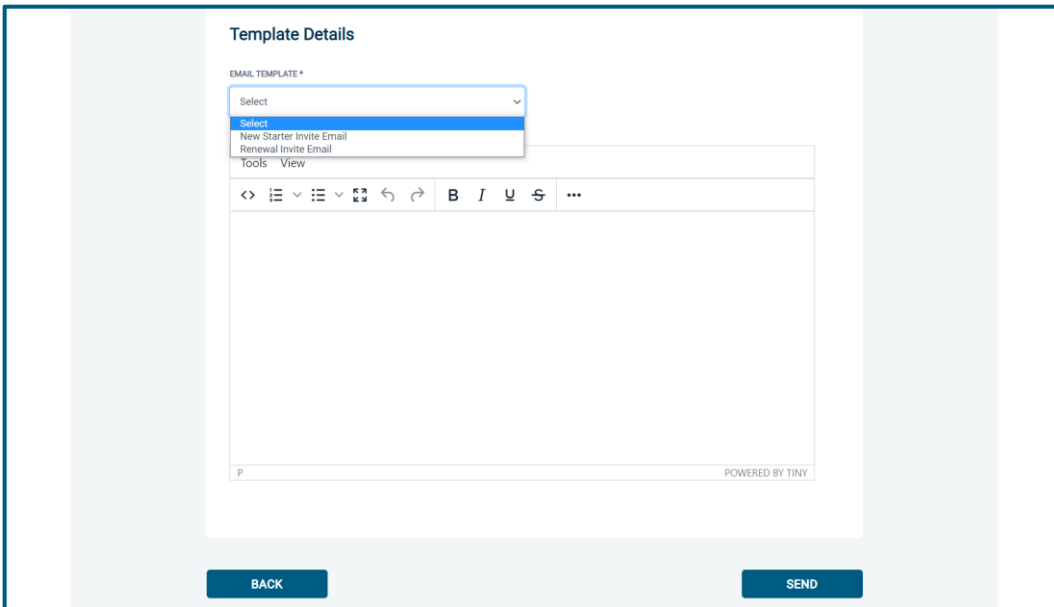 Template Details
EMAIL TEMPLATE *
Select
Select
New Starter Invite Email
Renewal Invite Email
Tools View
B I U S
P POWERED BY TINY
BACK SEND